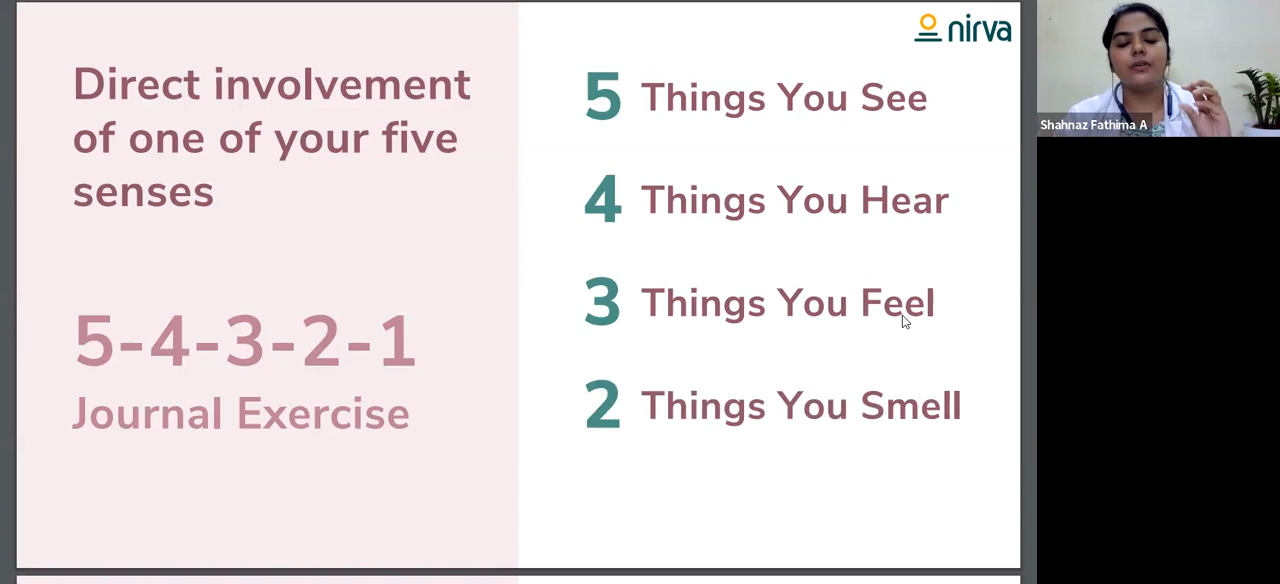 Direct involvement
of one of your five
senses
5-4-3-2-1
Journal Exercise
nirva
5 Things You See
4 Things You Hear
3 Things You Feel
2 Things You Smell
Shahnaz Fathima A